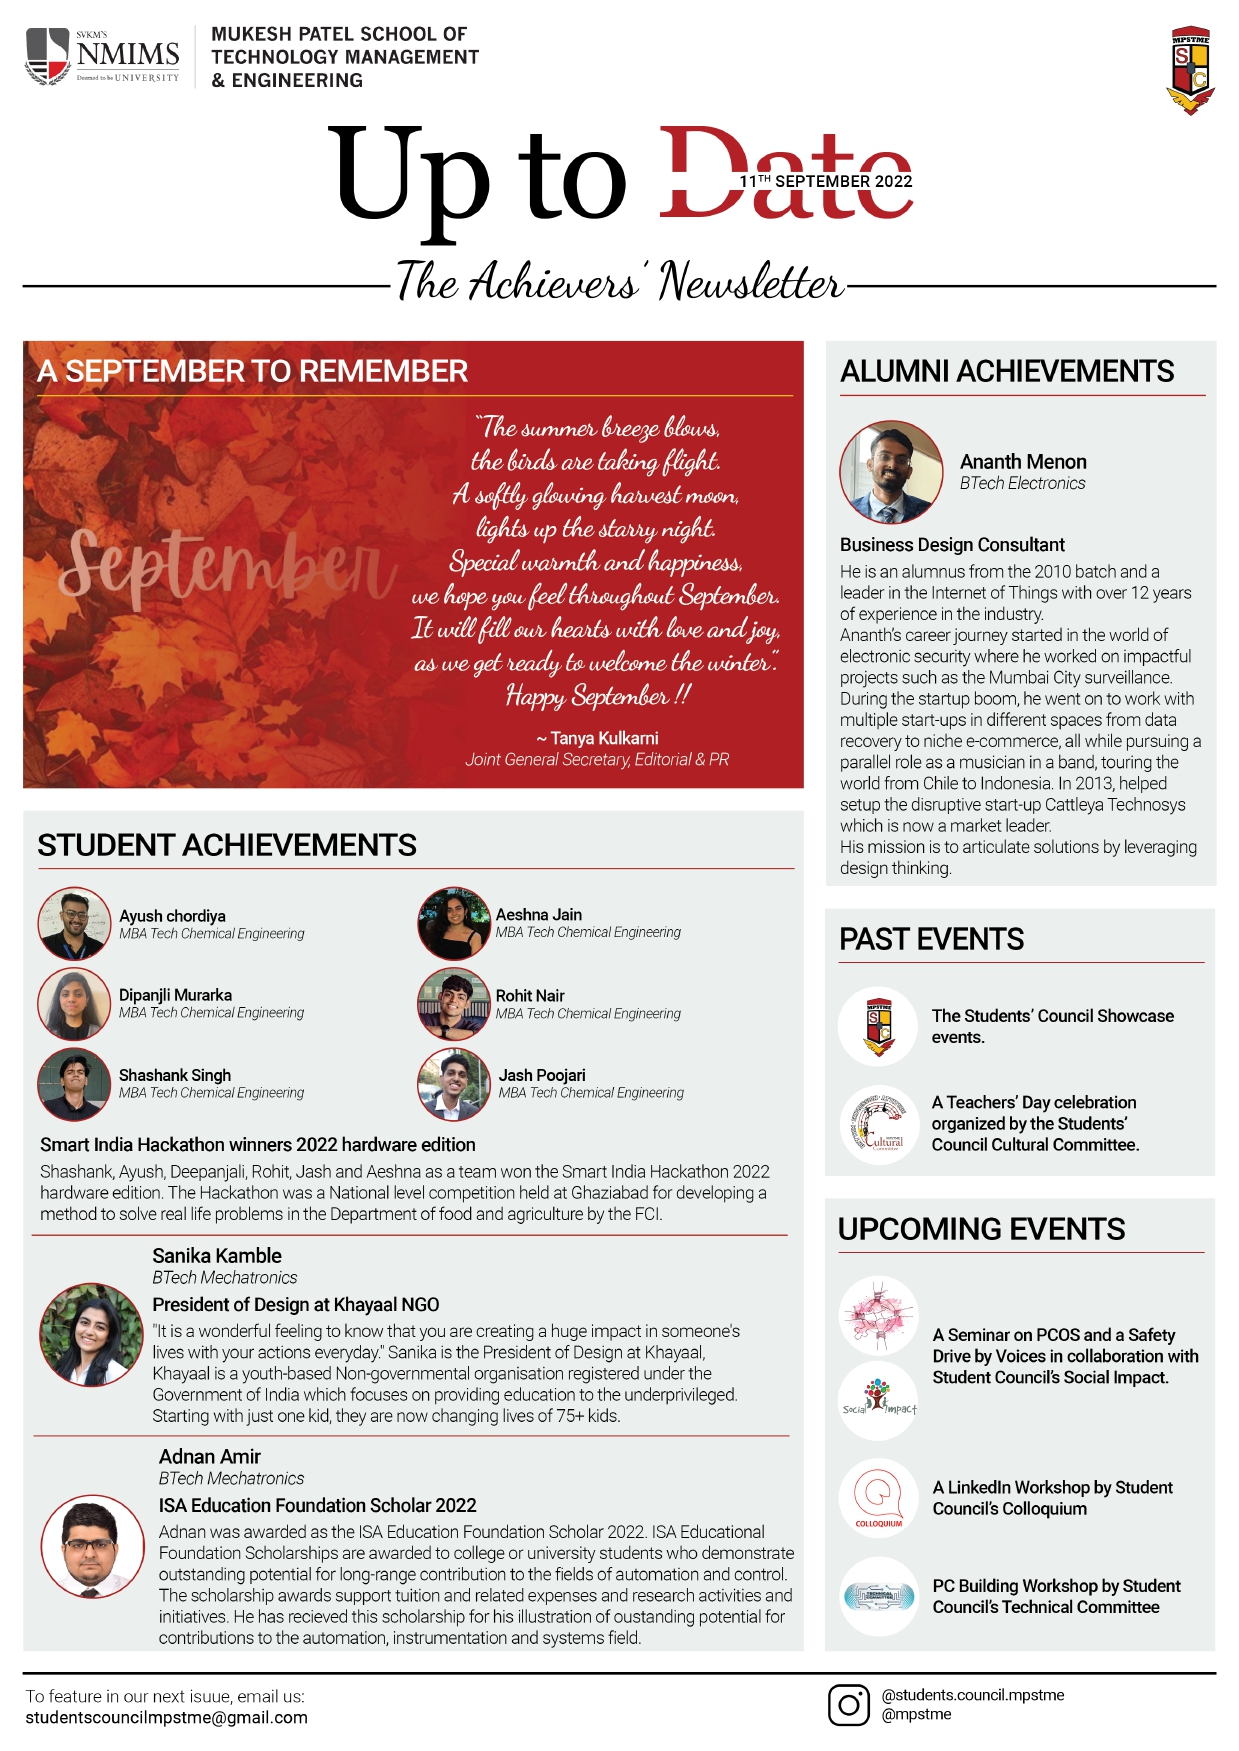 SVKM'S
NMIMS
Deemed to be UNIVERSITY
MUKESH PATEL SCHOOL OF
TECHNOLOGY MANAGEMENT
& ENGINEERING
MPSTME
S
C
Up to Date
11TH SEPTEMBER 2022
The Achievers' Newsletter
A SEPTEMBER TO REMEMBER
September
“The summer breeze blows,
the birds are taking flight.
A softly glowing harvest moon,
lights up the starry night.
Special warmth and happiness,
we hope you feel throughout September.
It will fill our hearts with love and joy,
as we get ready to welcome the winter”.
Happy September !!
~ Tanya Kulkarni
Joint General Secretary, Editorial & PR
STUDENT ACHIEVEMENTS
Ayush chordiya
MBA Tech Chemical Engineering
Aeshna Jain
MBA Tech Chemical Engineering
Dipanjli Murarka
MBA Tech Chemical Engineering
Rohit Nair
MBA Tech Chemical Engineering
Shashank Singh
MBA Tech Chemical Engineering
Jash Poojari
MBA Tech Chemical Engineering
Smart India Hackathon winners 2022 hardware edition
Shashank, Ayush, Deepanjali, Rohit, Jash and Aeshna as a team won the Smart India Hackathon 2022
hardware edition. The Hackathon was a National level competition held at Ghaziabad for developing a
method to solve real life problems in the Department of food and agriculture by the FCI.
Sanika Kamble
BTech Mechatronics
President of Design at Khayaal NGO
"It is a wonderful feeling to know that you are creating a huge impact in someone's
lives with your actions everyday." Sanika is the President of Design at Khayaal,
Khayaal is a youth-based Non-governmental organisation registered under the
Government of India which focuses on providing education to the underprivileged.
Starting with just one kid, they are now changing lives of 75+ kids.
Adnan Amir
BTech Mechatronics
ISA Education Foundation Scholar 2022
Adnan was awarded as the ISA Education Foundation Scholar 2022. ISA Educational
Foundation Scholarships are awarded to college or university students who demonstrate
outstanding potential for long-range contribution to the fields of automation and control.
The scholarship awards support tuition and related expenses and research activities and
initiatives. He has recieved this scholarship for his illustration of oustanding potential for
contributions to the automation, instrumentation and systems field.
ALUMNI ACHIEVEMENTS
Ananth Menon
BTech Electronics
Business Design Consultant
He is an alumnus from the 2010 batch and a
leader in the Internet of Things with over 12 years
of experience in the industry.
Ananth's career journey started in the world of
electronic security where he worked on impactful
projects such as the Mumbai City surveillance.
During the startup boom, he went on to work with
multiple start-ups in different spaces from data
recovery to niche e-commerce, all while pursuing a
parallel role as a musician in a band, touring the
world from Chile to Indonesia. In 2013, helped
setup the disruptive start-up Cattleya Technosys
which is now a market leader.
His mission is to articulate solutions by leveraging
design thinking.
PAST EVENTS
MPSTME
S
C
The Students' Council Showcase
events.
Cultural
Committee
A Teachers' Day celebration
organized by the Students'
Council Cultural Committee.
UPCOMING EVENTS
Social Impact
A Seminar on PCOS and a Safety
Drive by Voices in collaboration with
Student Council's Social Impact.
COLLOQUIUM
A LinkedIn Workshop by Student
Council's Colloquium
TECHNICAL
COMMITTEE
PC Building Workshop by Student
Council's Technical Committee
To feature in our next isuue, email us:
studentscouncilmpstme@gmail.com
@students.council.mpstme
@mpstme